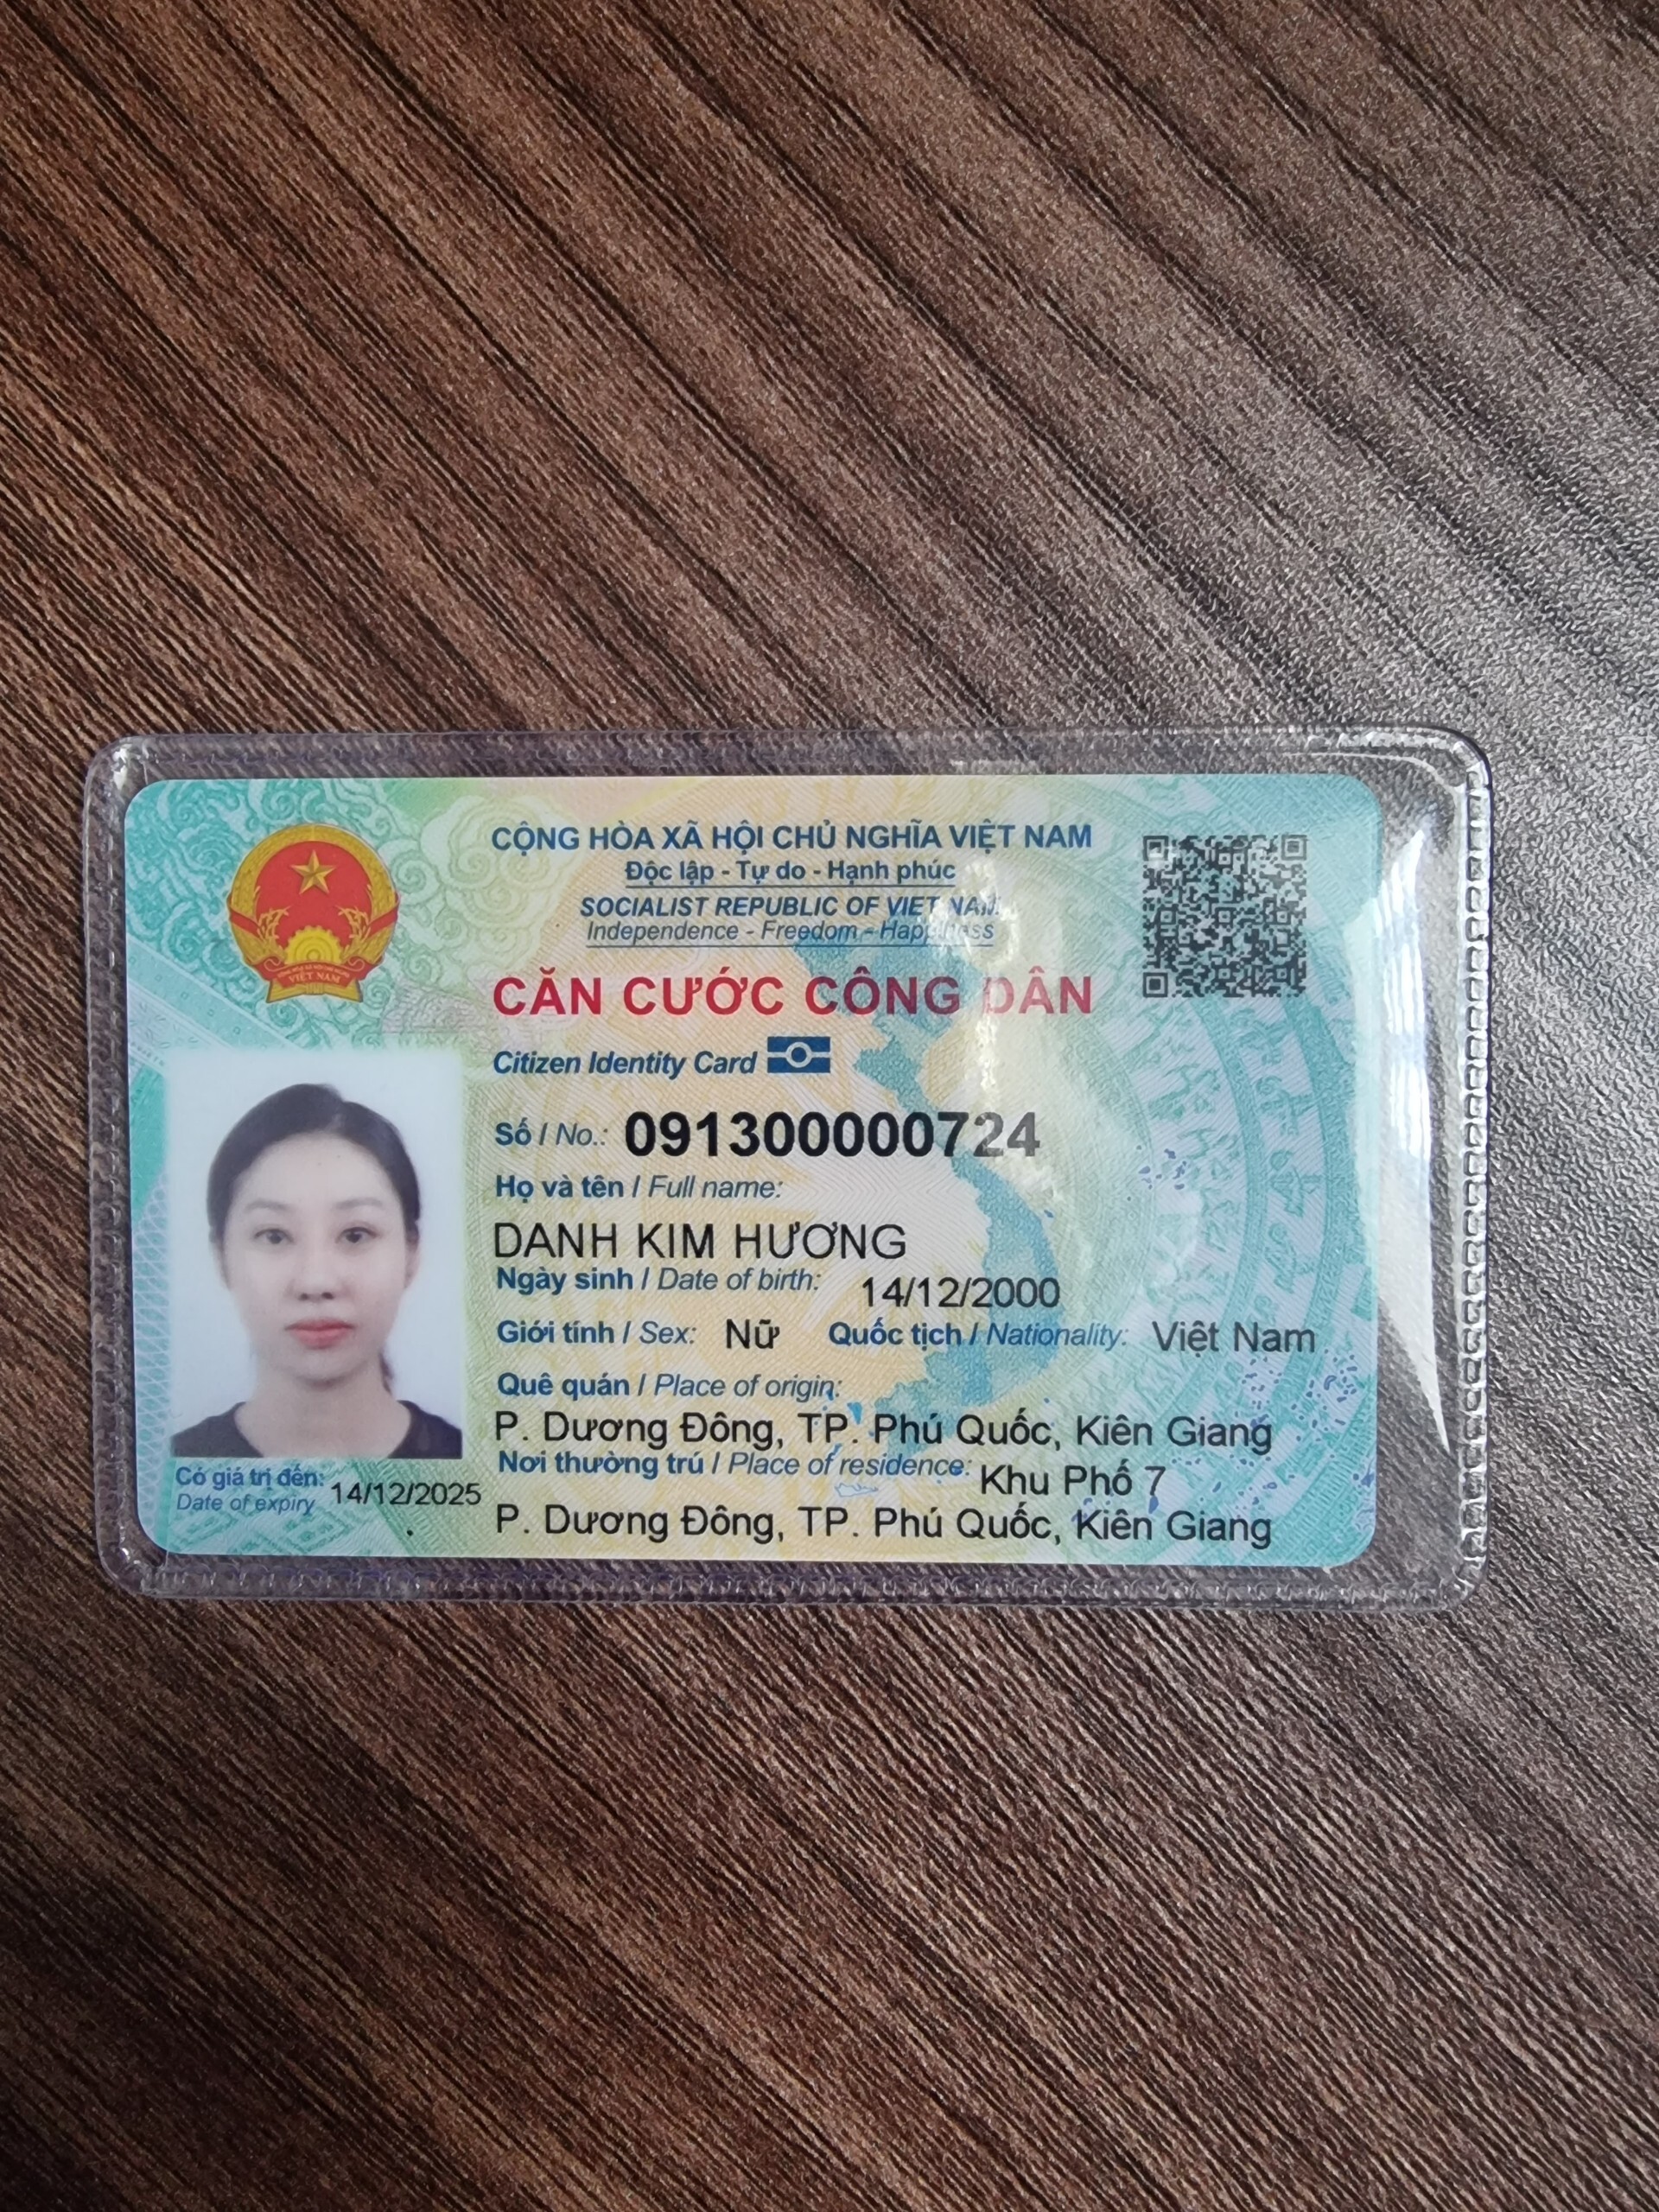 CỘNG HÒA XÃ HỘI CHỦ NGHĨA VIỆT NAM
Độc lập - Tự do - Hạnh phúc
SOCIALIST REPUBLIC OF VIET NAM
Independence - Freedom - Happiness
CĂN CƯỚC CÔNG DÂN
Citizen Identity Card
Số / No.: 091300000724
Họ và tên / Full name:
DANH KIM HƯƠNG
Ngày sinh / Date of birth: 14/12/2000
Giới tính / Sex: Nữ Quốc tịch / Nationality: Việt Nam
Quê quán / Place of origin:
P. Dương Đông, TP. Phú Quốc, Kiên Giang
Nơi thường trú / Place of residence: Khu Phố 7
P. Dương Đông, TP. Phú Quốc, Kiên Giang
Có giá trị đến: 14/12/2025
Date of expiry
VIỆT NAM